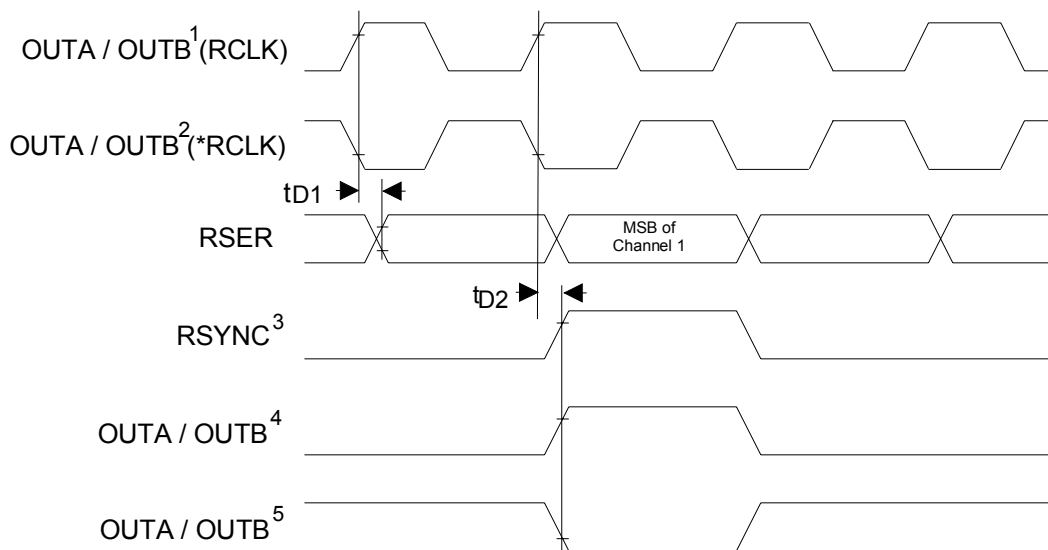 OUTA / OUTB¹(RCLK)
OUTA / OUTB²(*RCLK)
tD1
RSER
MSB of
Channel 1
tD2
RSYNC³
OUTA / OUTB⁴
OUTA / OUTB⁵